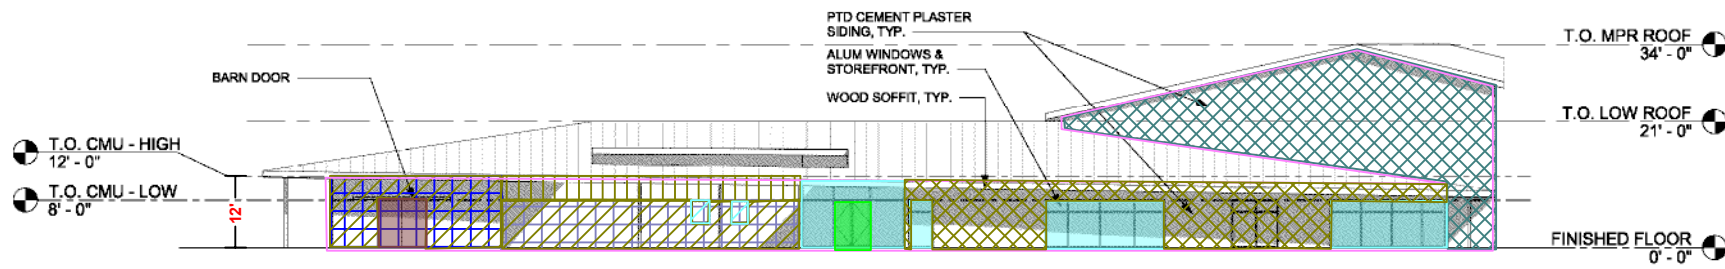 PTD CEMENT PLASTER
SIDING, TYP.
ALUM WINDOWS &
STOREFRONT, TYP.
WOOD SOFFIT, TYP.
BARN DOOR
T.O. CMU - HIGH
12' - 0"
T.O. CMU - LOW
8' - 0"
12'
T.O. MPR ROOF
34' - 0"
T.O. LOW ROOF
21' - 0"
FINISHED FLOOR
0' - 0"